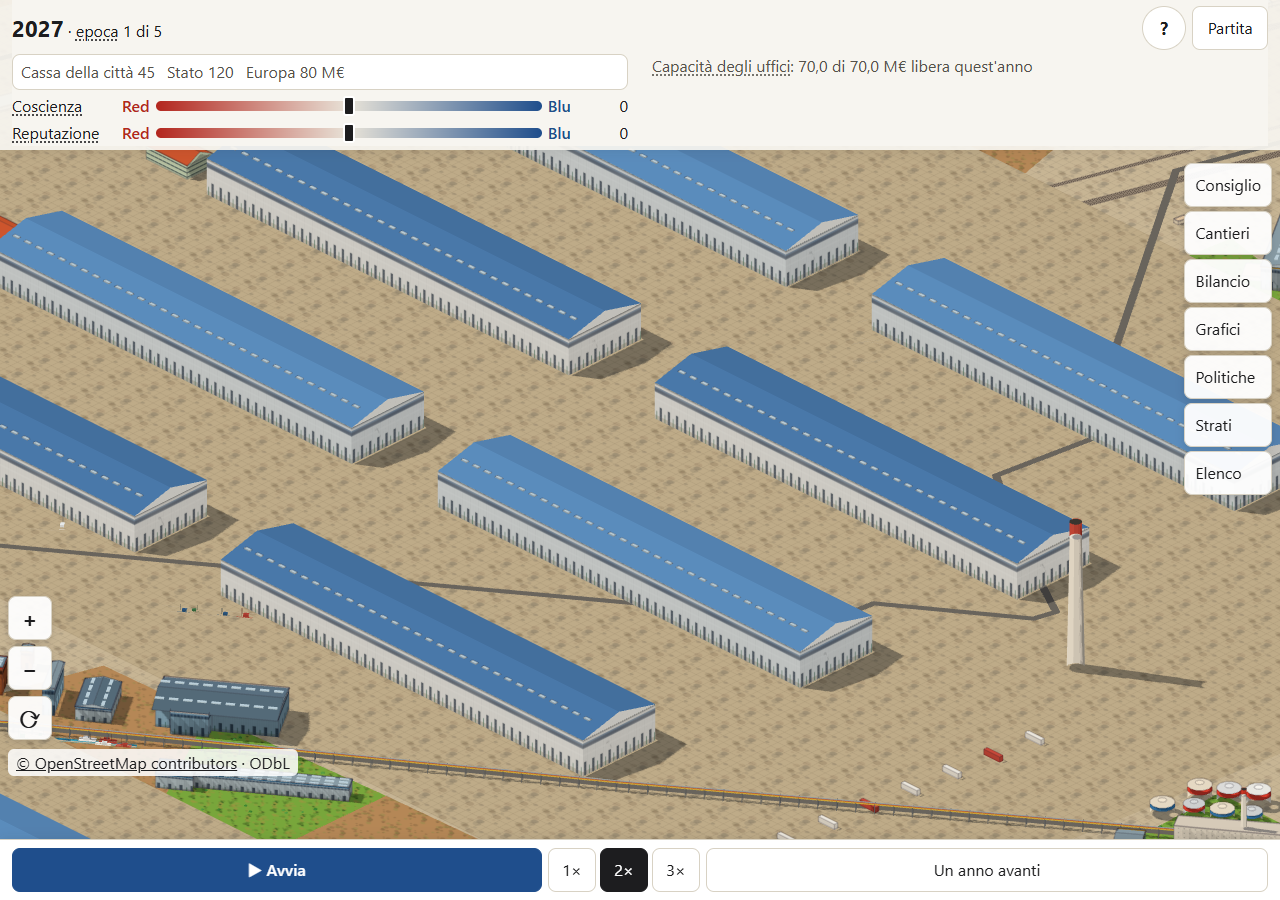 2027 · epoca 1 di 5
?
Partita
Cassa della città 45 Stato 120 Europa 80 M€
Capacità degli uffici: 70,0 di 70,0 M€ libera quest'anno
Coscienza Red Blu 0
Reputazione Red Blu 0
Consiglio
Cantieri
Bilancio
Grafici
Politiche
Strati
Elenco
+
−
© OpenStreetMap contributors · ODbL
▶ Avvia
1×
2×
3×
Un anno avanti